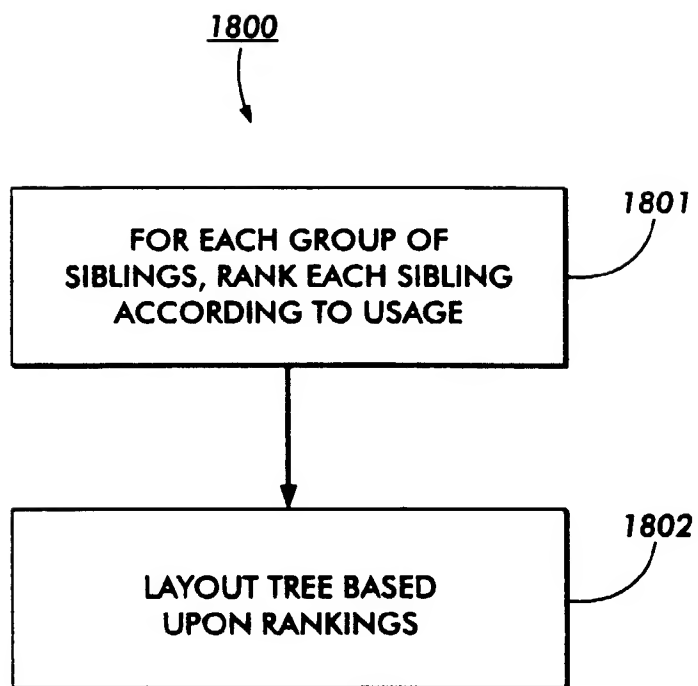 1800
1801
FOR EACH GROUP OF
SIBLINGS, RANK EACH SIBLING
ACCORDING TO USAGE
1802
LAYOUT TREE BASED
UPON RANKINGS